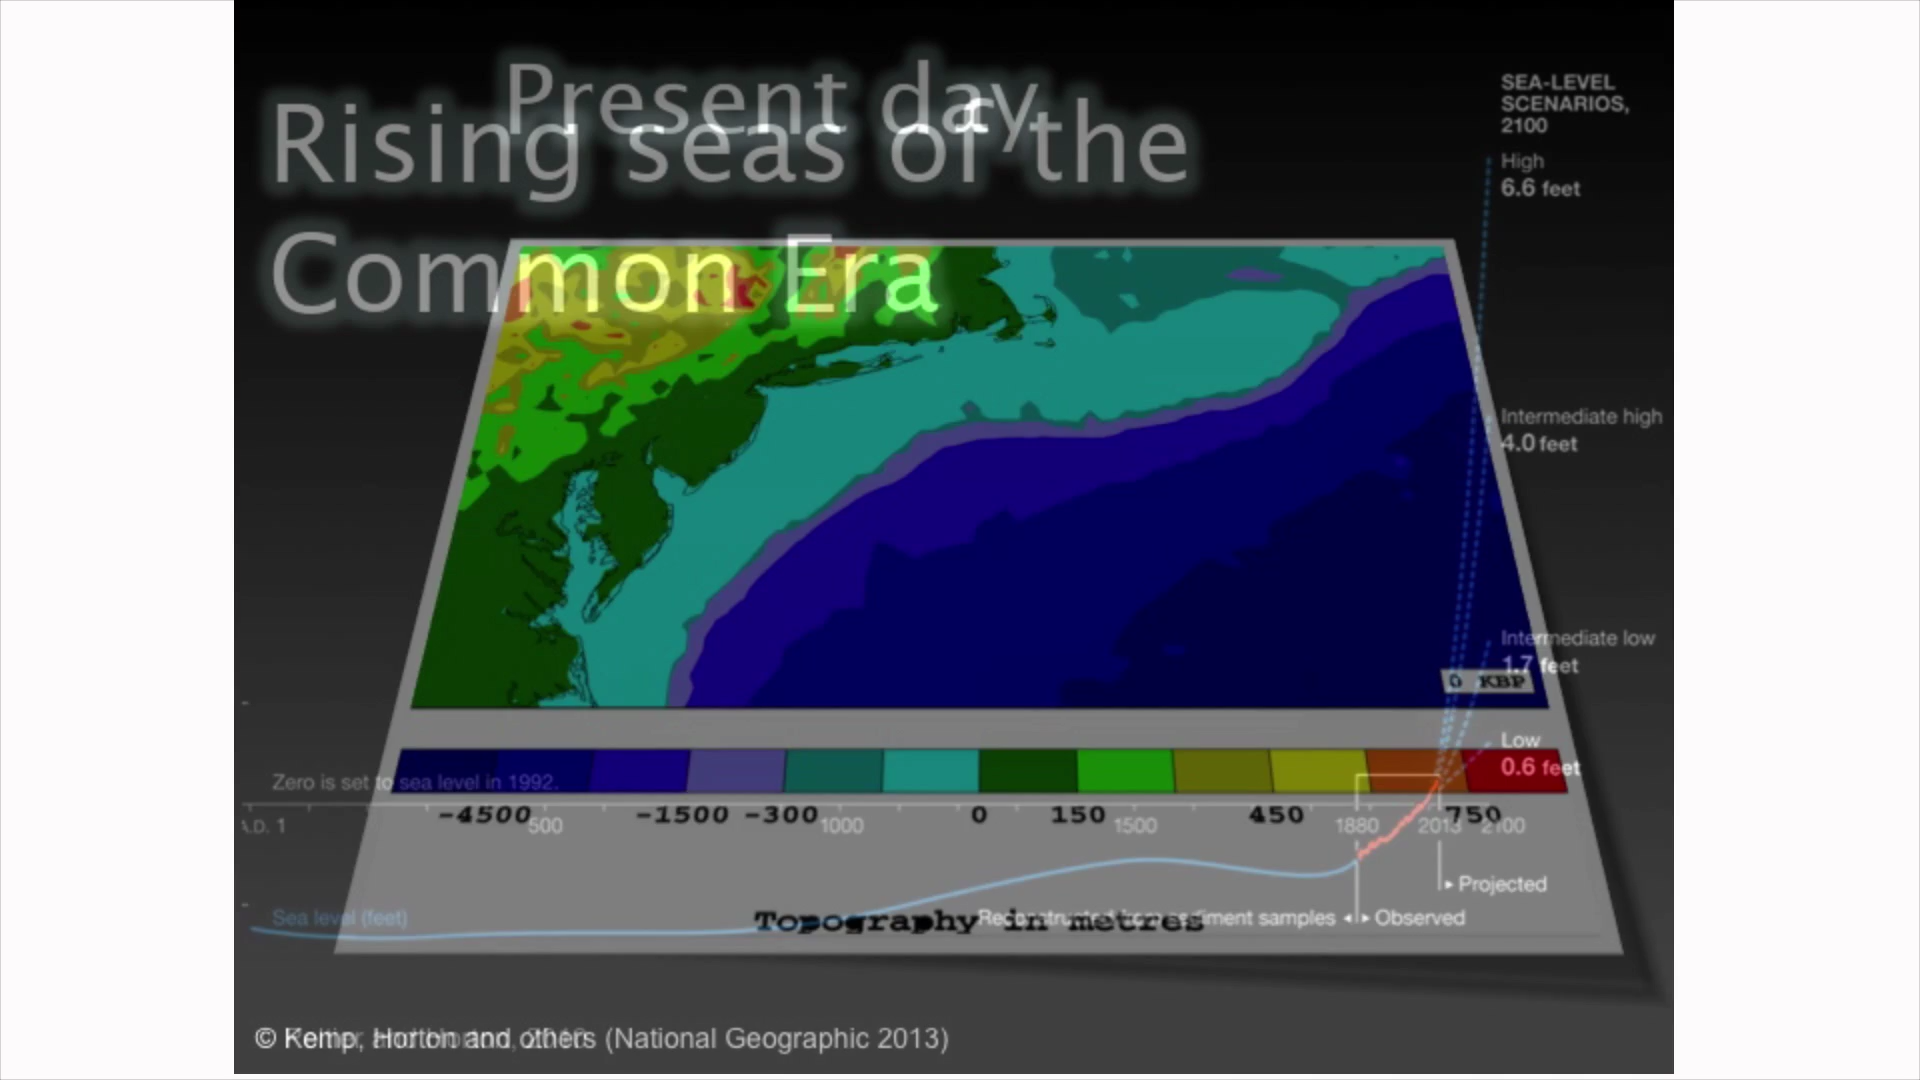 Present day
Rising seas of the
Common Era
SEA-LEVEL
SCENARIOS,
2100
High
6.6 feet
Intermediate high
4.0 feet
Intermediate low
1.7 feet
0 KBP
Low
0.6 feet
Zero is set to sea level in 1992.
-4500 -1500 -300 0 150 450 750
A.D. 1 500 1000 1500 1880 2013 2100
Projected
Sea level (feet)
Topography in metres
Reconstructed from sediment samples
Observed
© Kemp, Horton and others (National Geographic 2013)